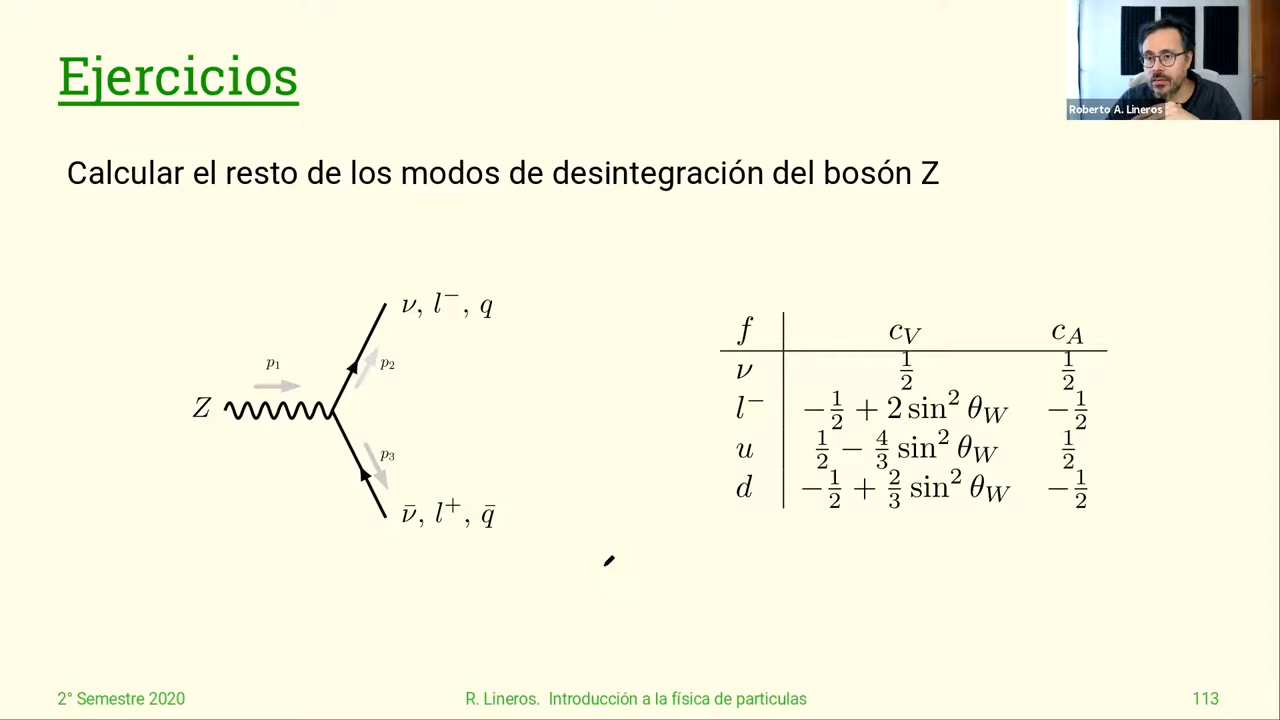 Ejercicios
Roberto A. Lineros
Calcular el resto de los modos de desintegración del bosón Z
Z
p₁
p₂
p₃
ν, l⁻, q
ν̄, l⁺, q̄
f c_V c_A
ν 1/2 1/2
l⁻ −1/2 + 2 sin² θ_W −1/2
u 1/2 − 4/3 sin² θ_W 1/2
d −1/2 + 2/3 sin² θ_W −1/2
2° Semestre 2020
R. Lineros. Introducción a la física de particulas
113